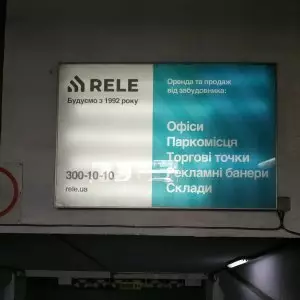 RELE
Будуємо з 1992 року
300-10-10
rele.ua
Оренда та продаж
від забудовника:
Офіси
Паркомісця
Торгові точки
Рекламні банери
Склади